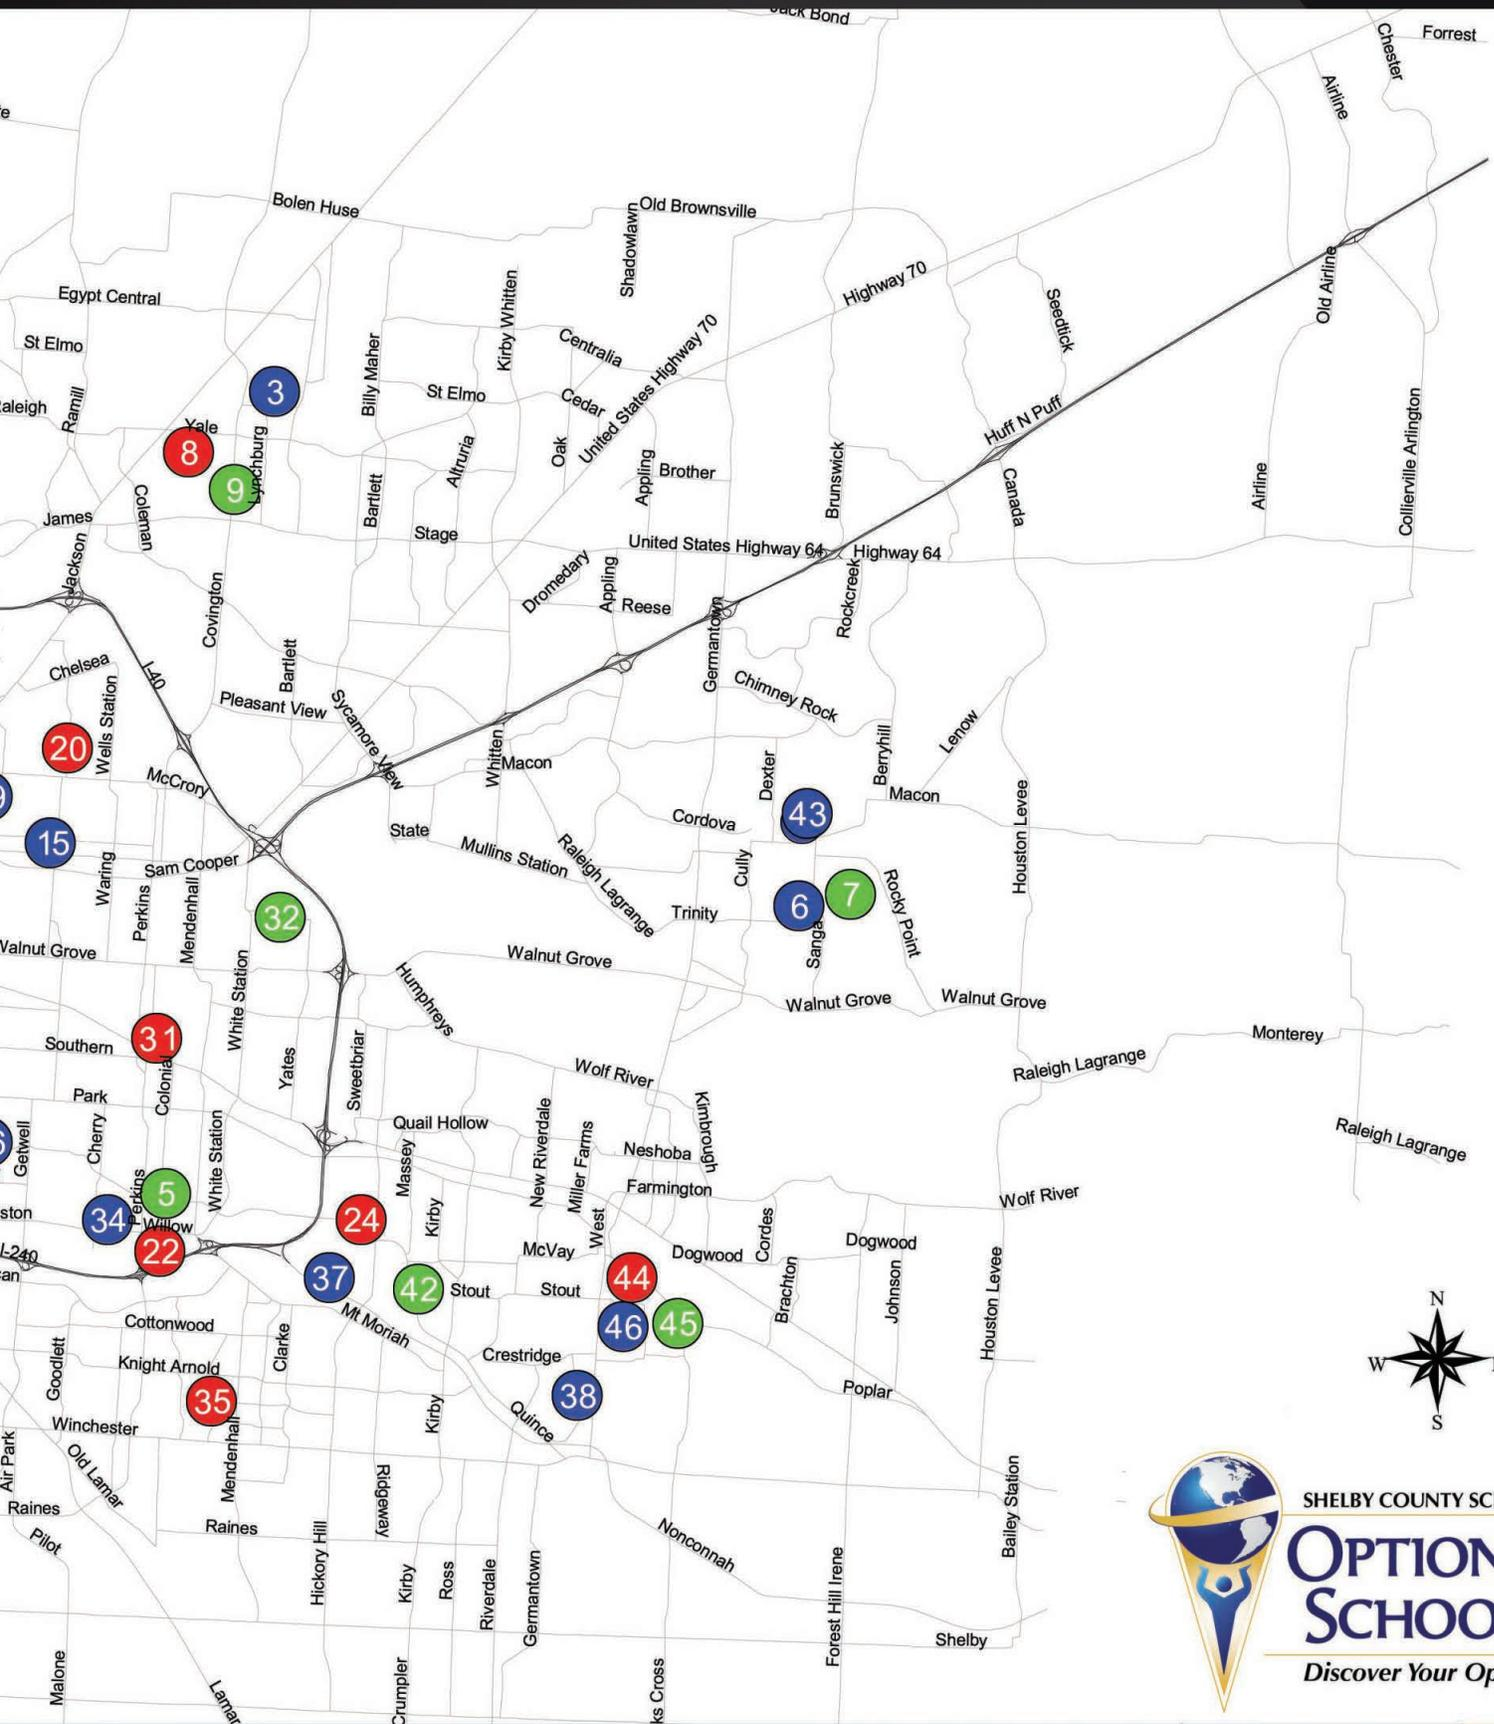 Jack Bond
Forrest
Chester
Airline
Bolen Huse
Old Brownsville
Shadowlawn
Highway 70
Old Airline
Egypt Central
Kirby Whitten
Seedtick
St Elmo
Centralia
United States Highway 70
Billy Maher
3
St Elmo
Cedar
Ramill
aleigh
Yale
Huff N Puff
Collierville Arlington
8
Lynchburg
Altruria
Oak
Appling
Brother
Brunswick
9
Bartlett
Canada
Airline
James
Coleman
Stage
United States Highway 64
Highway 64
Jackson
Covington
Dromedary
Appling
Reese
Rockcreek
Germantown
Chelsea
I-40
Bartlett
Pleasant View
Sycamore View
Chimney Rock
Wells Station
20
McCrory
Whitten
Macon
Dexter
Berryhill
Lenow
9
Macon
Houston Levee
43
15
Cordova
State
Mullins Station
Raleigh Lagrange
Sam Cooper
Waring
Perkins
Mendenhall
Cully
6
7
Rocky Point
32
Trinity
Sanga
Walnut Grove
White Station
Walnut Grove
Humphreys
Walnut Grove
Walnut Grove
31
Southern
Colonial
Yates
Sweetbriar
Wolf River
Monterey
Raleigh Lagrange
Park
Cherry
Getwell
White Station
Quail Hollow
Massey
New Riverdale
Miller Farms
Kimbrough
Neshoba
Raleigh Lagrange
Farmington
Wolf River
5
Perkins
34
Willow
22
24
Kirby
West
ston
I-240
an
McVay
Dogwood
Cordes
Dogwood
37
42
Stout
Stout
44
Brachton
Johnson
Houston Levee
46
45
Mt Moriah
Cottonwood
Clarke
Knight Arnold
Goodlett
Crestridge
38
Poplar
35
Kirby
Quince
Winchester
Mendenhall
Air Park
Old Lamar
Ridgeway
Bailey Station
Raines
Raines
Pilot
Hickory Hill
Kirby
Ross
Riverdale
Germantown
Nonconnah
Forest Hill Irene
Shelby
Malone
Lamar
Crumpler
ks Cross
N
W
S
SHELBY COUNTY SC
OPTION
SCHOO
Discover Your Op